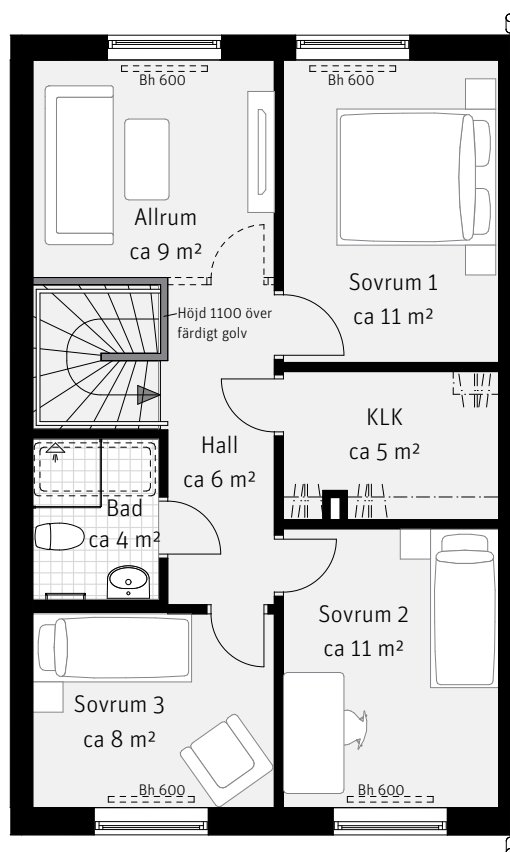 Bh 600
Bh 600
Allrum
ca 9 m²
Sovrum 1
ca 11 m²
Höjd 1100 över
färdigt golv
KLK
ca 5 m²
Hall
ca 6 m²
Bad
ca 4 m²
Sovrum 2
ca 11 m²
Sovrum 3
ca 8 m²
Bh 600
Bh 600